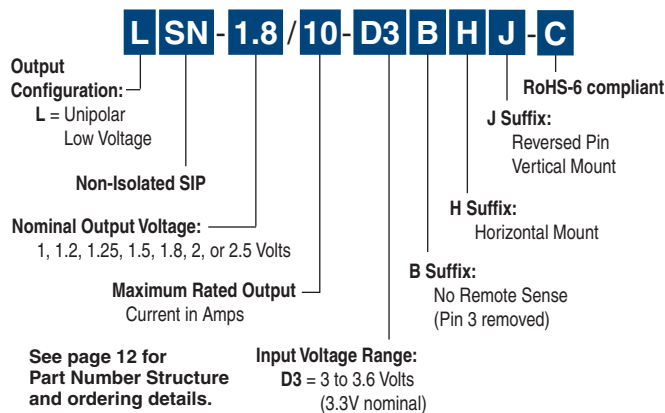 L SN - 1.8 / 10 - D3 B H J - C
Output
Configuration:
L = Unipolar
Low Voltage
RoHS-6 compliant
J Suffix:
Reversed Pin
Vertical Mount
Non-Isolated SIP
H Suffix:
Horizontal Mount
Nominal Output Voltage:
1, 1.2, 1.25, 1.5, 1.8, 2, or 2.5 Volts
B Suffix:
No Remote Sense
(Pin 3 removed)
Maximum Rated Output
Current in Amps
Input Voltage Range:
D3 = 3 to 3.6 Volts
(3.3V nominal)
See page 12 for
Part Number Structure
and ordering details.